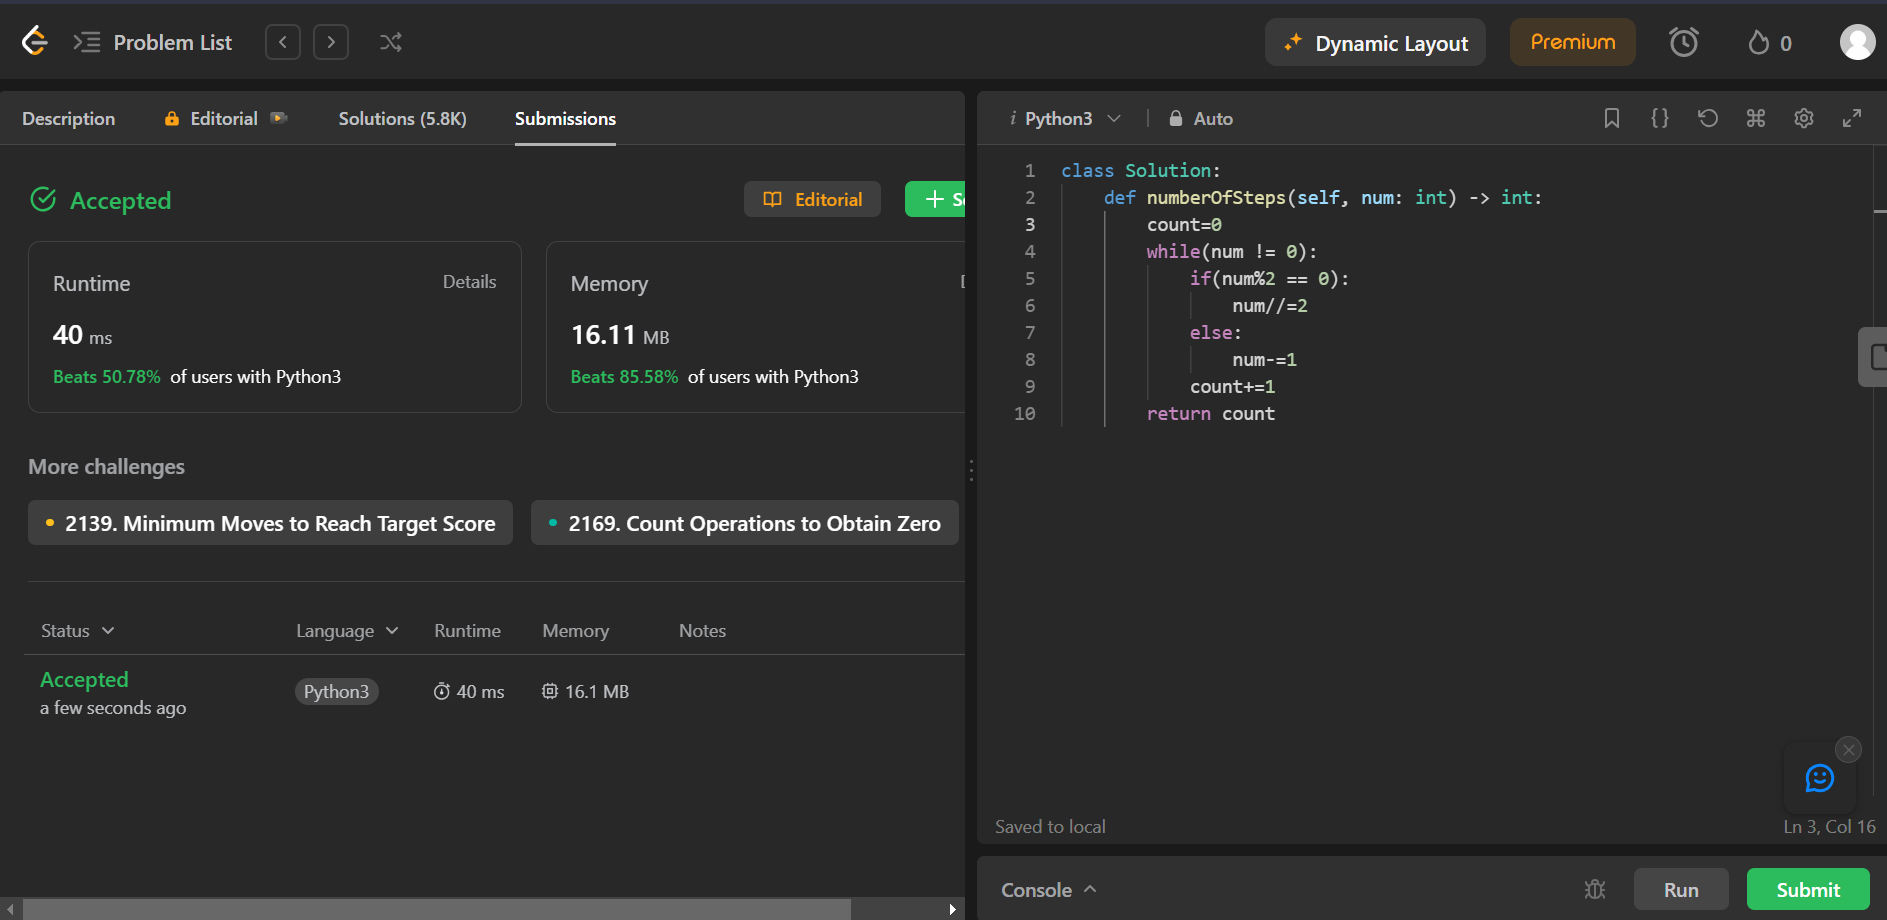 Problem List
Dynamic Layout
Premium
0
Description
Editorial
Solutions (5.8K)
Submissions
Accepted
Editorial
Runtime
Details
40 ms
Beats 50.78% of users with Python3
Memory
16.11 MB
Beats 85.58% of users with Python3
More challenges
2139. Minimum Moves to Reach Target Score
2169. Count Operations to Obtain Zero
Status
Language
Runtime
Memory
Notes
Accepted
a few seconds ago
Python3
40 ms
16.1 MB
i Python3
Auto
1 class Solution:
2 def numberOfSteps(self, num: int) -> int:
3 count=0
4 while(num != 0):
5 if(num%2 == 0):
6 num//=2
7 else:
8 num-=1
9 count+=1
10 return count
Saved to local
Ln 3, Col 16
Console
Run
Submit